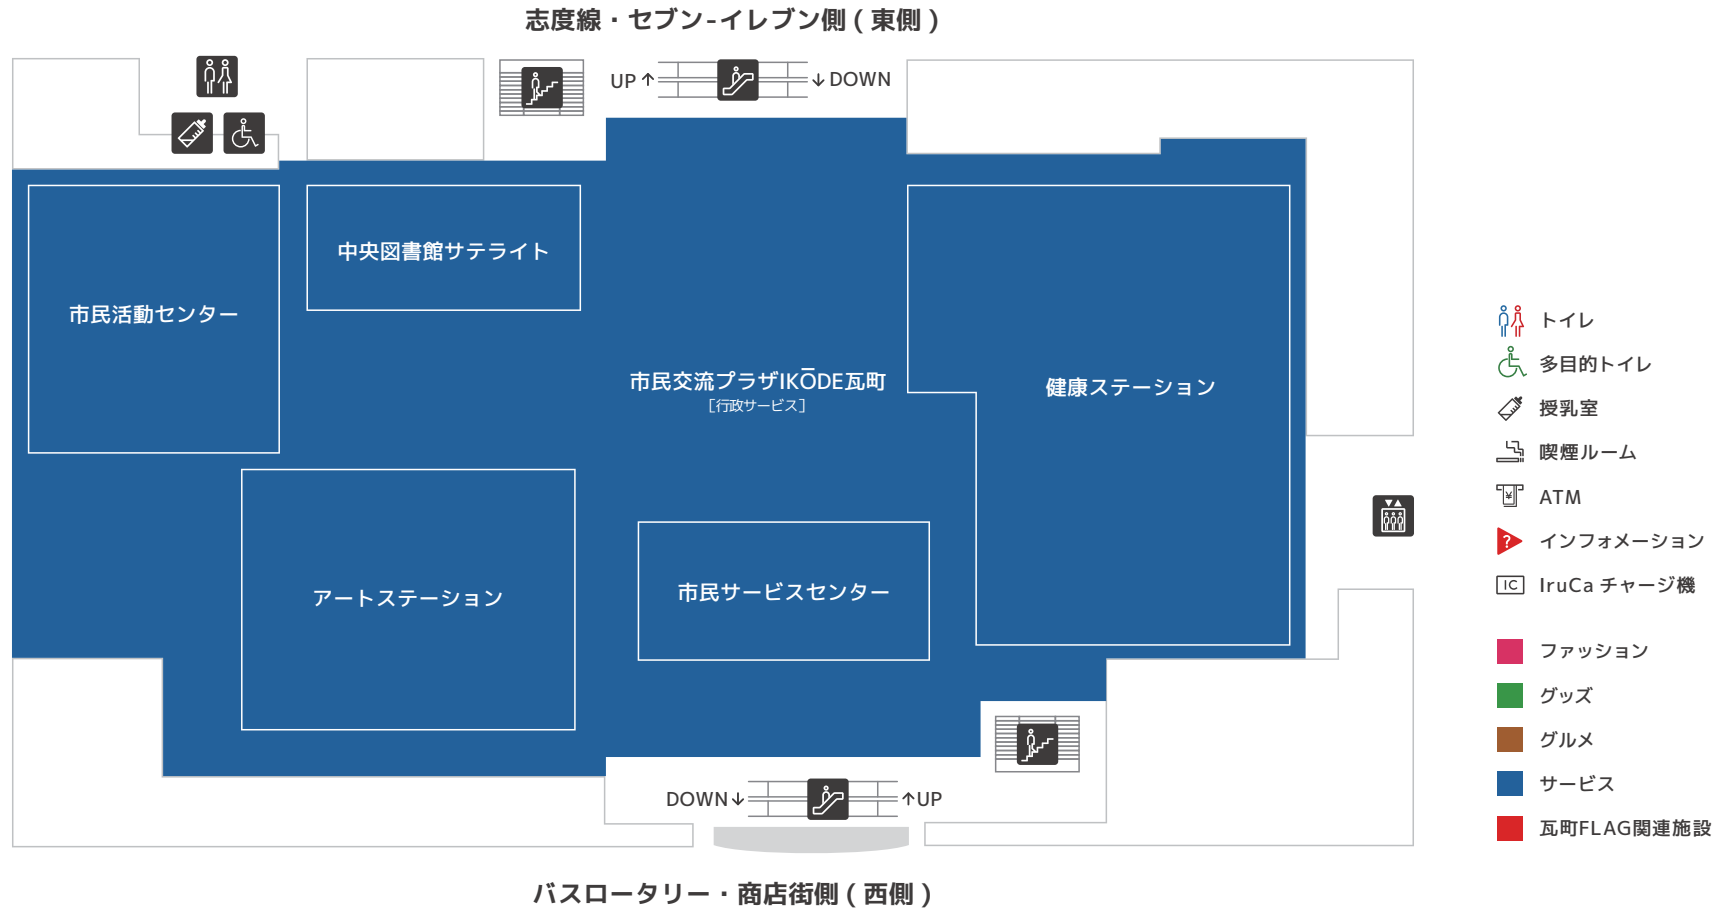 志度線・セブン-イレブン側 ( 東側 )
UP ↑
↓ DOWN
中央図書館サテライト
市民活動センター
市民交流プラザIKŌDE瓦町
［行政サービス］
健康ステーション
アートステーション
市民サービスセンター
DOWN ↓
↑ UP
バスロータリー・商店街側 ( 西側 )
トイレ
多目的トイレ
授乳室
喫煙ルーム
¥ ATM
? インフォメーション
IC IruCa チャージ機
ファッション
グッズ
グルメ
サービス
瓦町FLAG関連施設